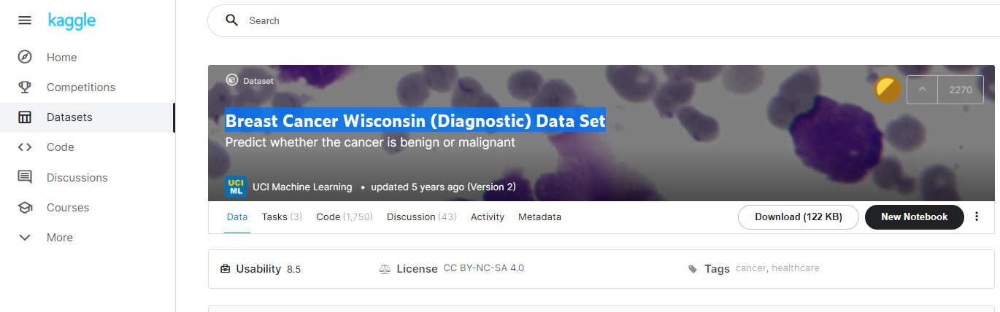 kaggle
Home
Competitions
Datasets
Code
Discussions
Courses
More
Search
Dataset
2270
Breast Cancer Wisconsin (Diagnostic) Data Set
Predict whether the cancer is benign or malignant
UCI ML
UCI Machine Learning • updated 5 years ago (Version 2)
Data Tasks (3) Code (1,750) Discussion (43) Activity Metadata Download (122 KB) New Notebook
Usability 8.5 License CC BY-NC-SA 4.0 Tags cancer, healthcare